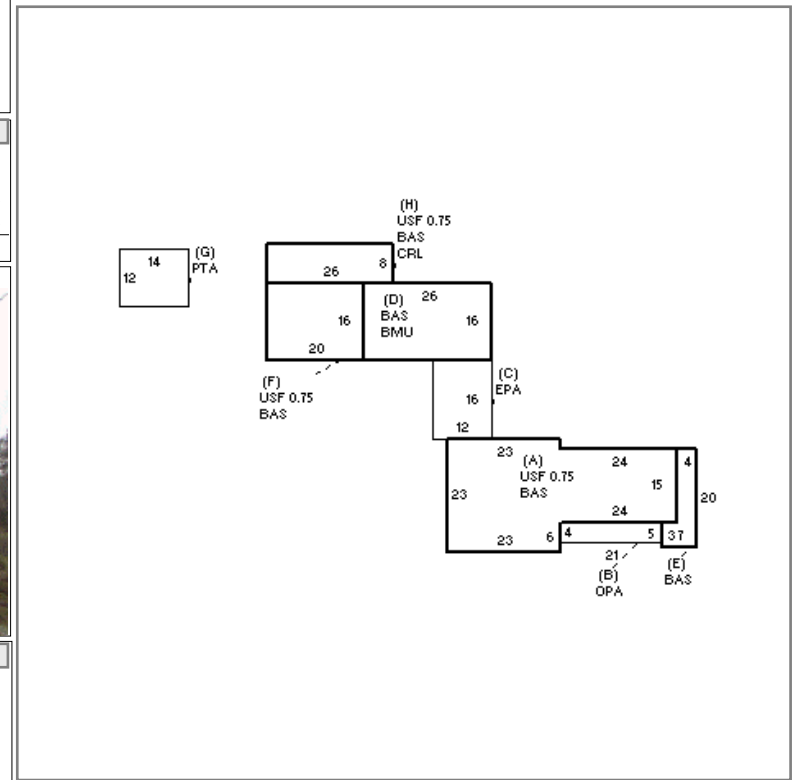 (H)
USF 0.75
BAS
CRL
8
26
(G)
PTA
14
12
26
(D)
BAS
BMU
16
16
20
(F)
USF 0.75
BAS
(C)
EPA
16
12
23
(A)
USF 0.75
BAS
24
4
15
20
23
24
23
6
4
5
37
21
(B)
OPA
(E)
BAS